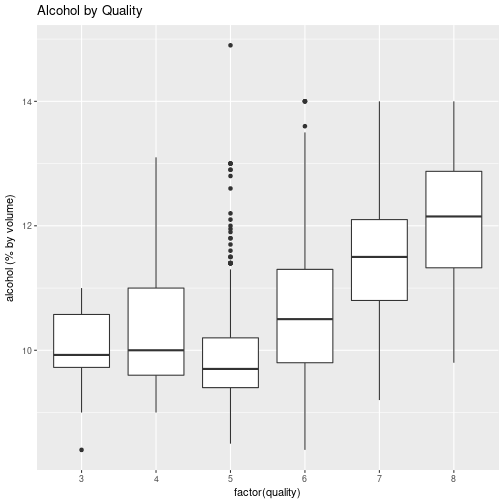 Alcohol by Quality
alcohol (% by volume)
14
12
10
3 4 5 6 7 8
factor(quality)